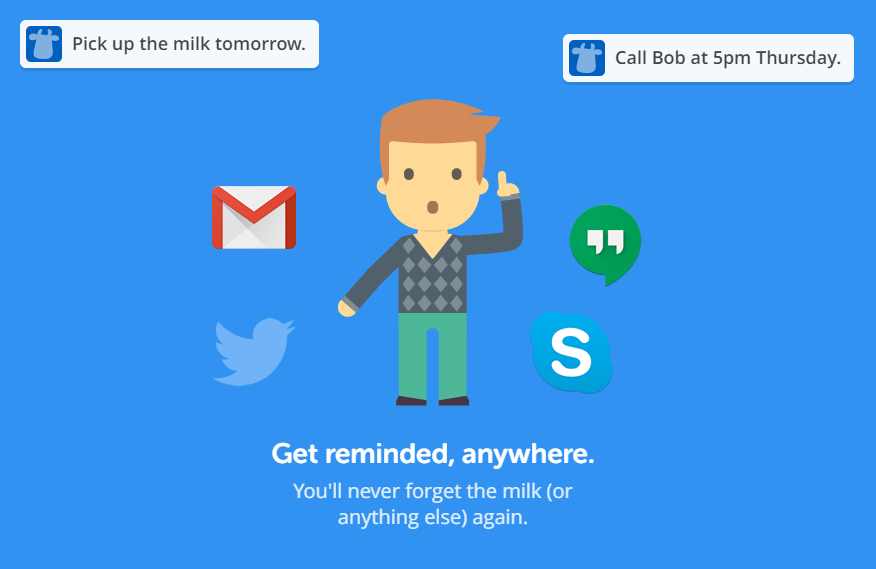 Pick up the milk tomorrow.
Call Bob at 5pm Thursday.
S
Get reminded, anywhere.
You'll never forget the milk (or
anything else) again.